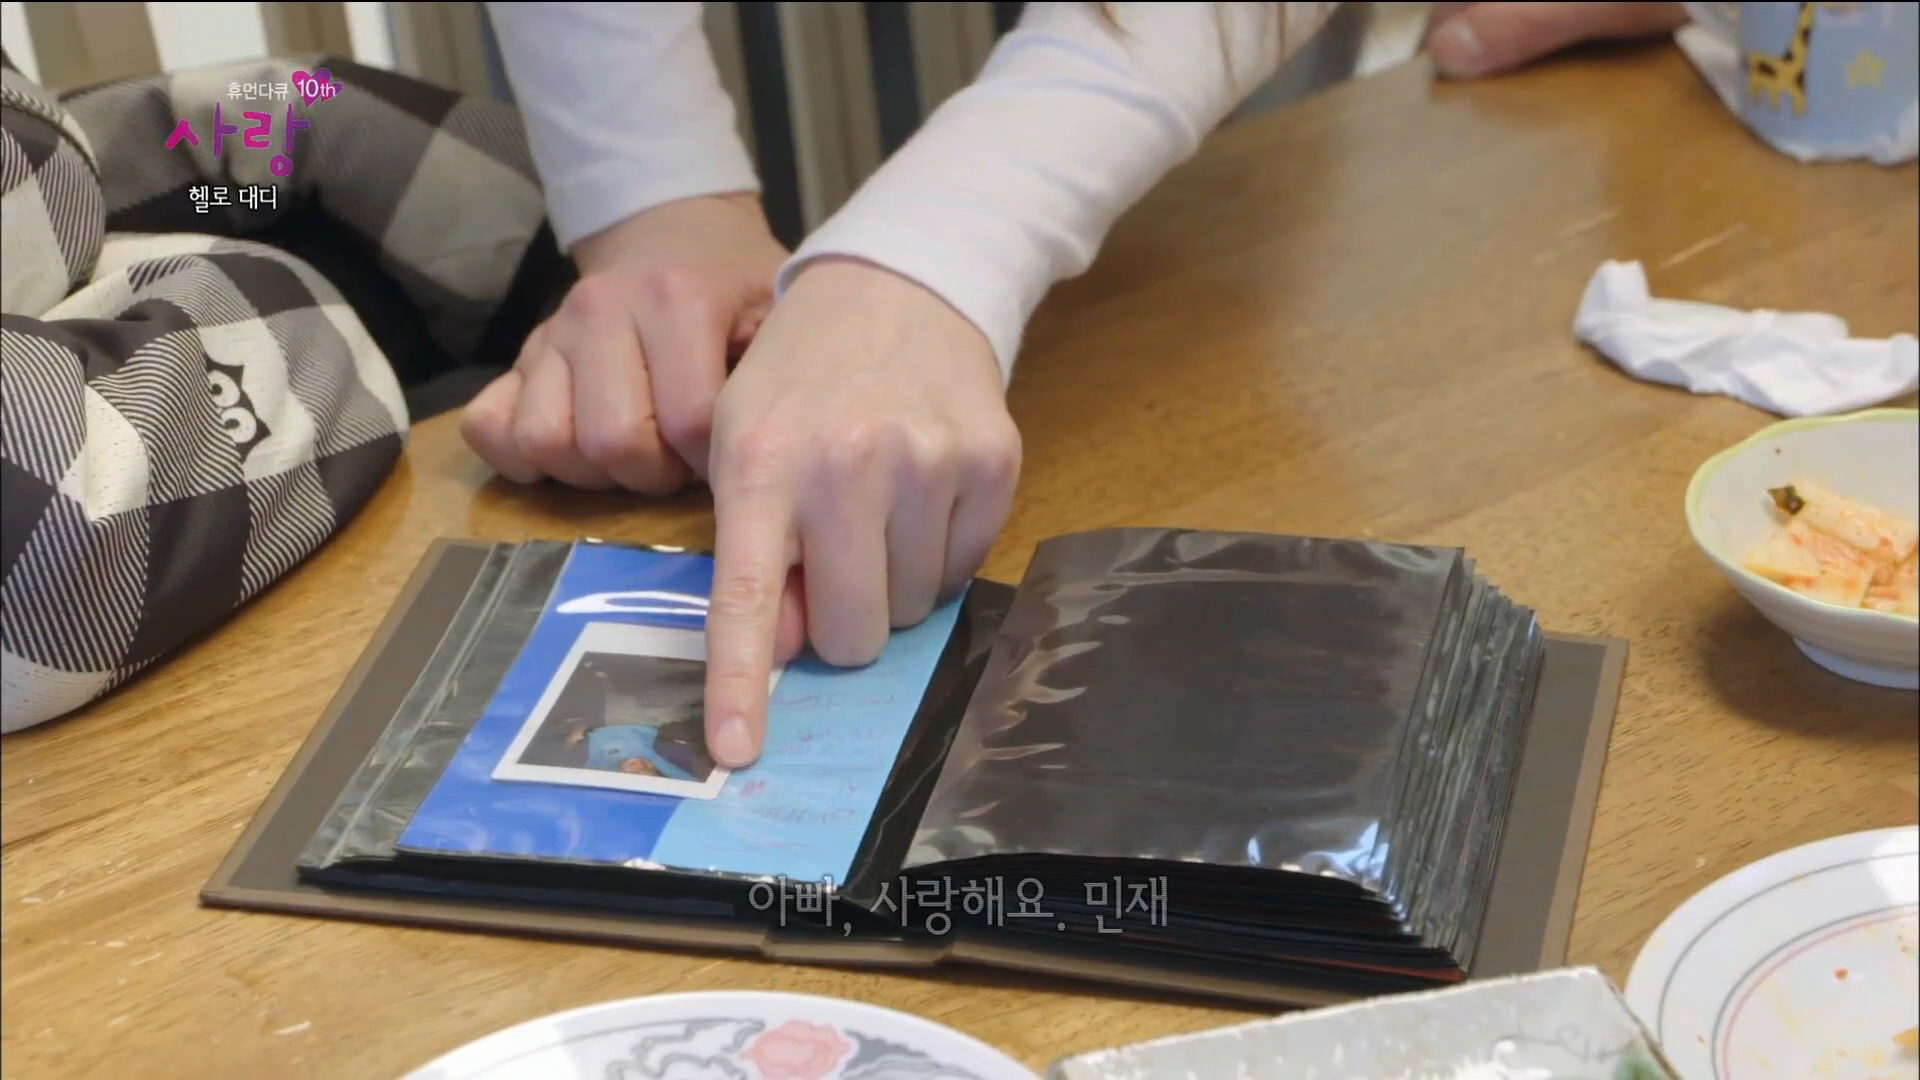 휴먼다큐 10th
사랑
헬로 대디
아빠, 사랑해요. 민재